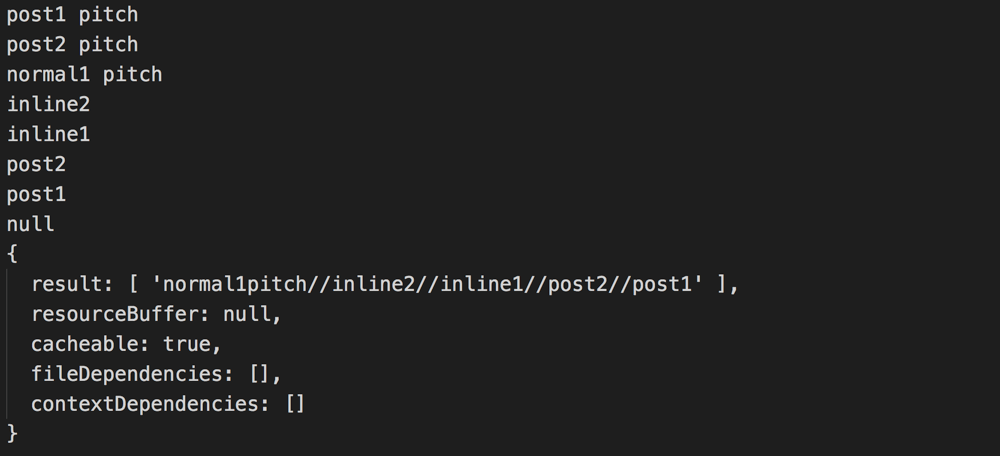 post1 pitch
post2 pitch
normal1 pitch
inline2
inline1
post2
post1
null
{
  result: [ 'normal1pitch//inline2//inline1//post2//post1' ],
  resourceBuffer: null,
  cacheable: true,
  fileDependencies: [],
  contextDependencies: []
}